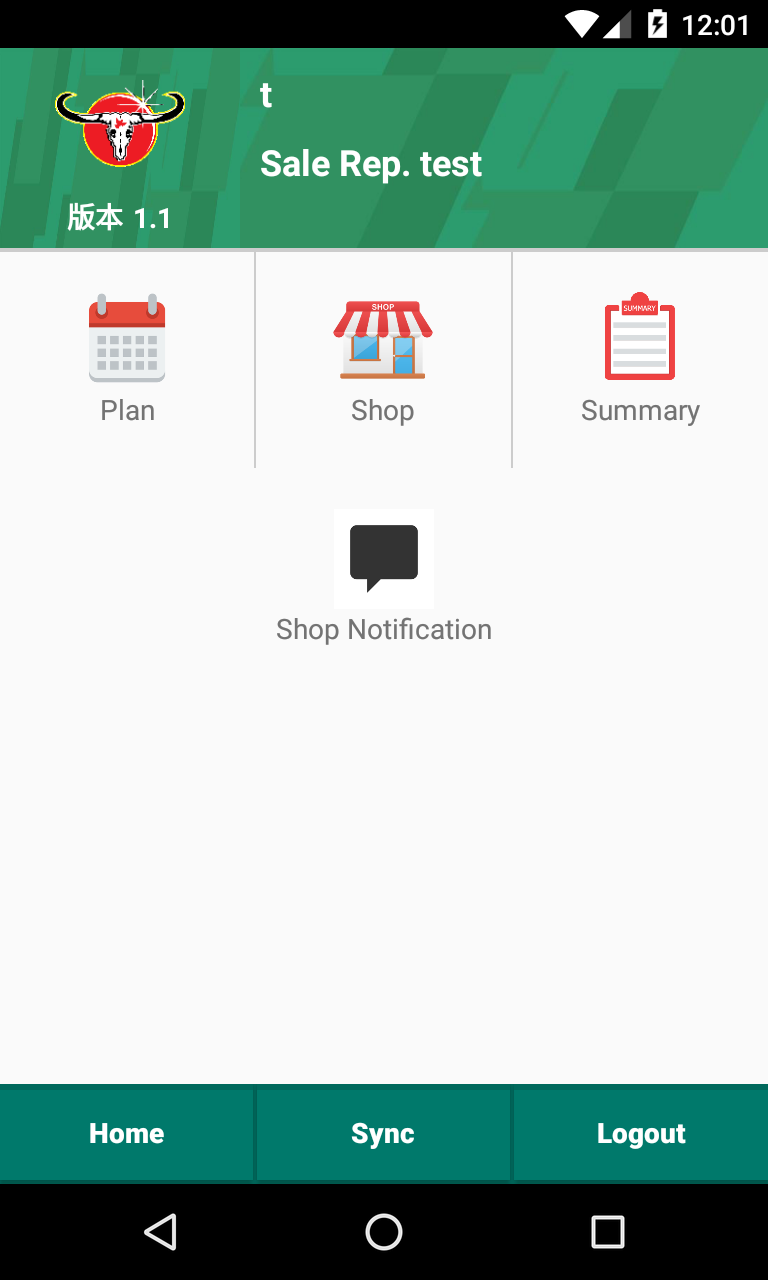 12:01
t
Sale Rep. test
版本 1.1
SHOP
SUMMARY
Plan
Shop
Summary
Shop Notification
Home
Sync
Logout